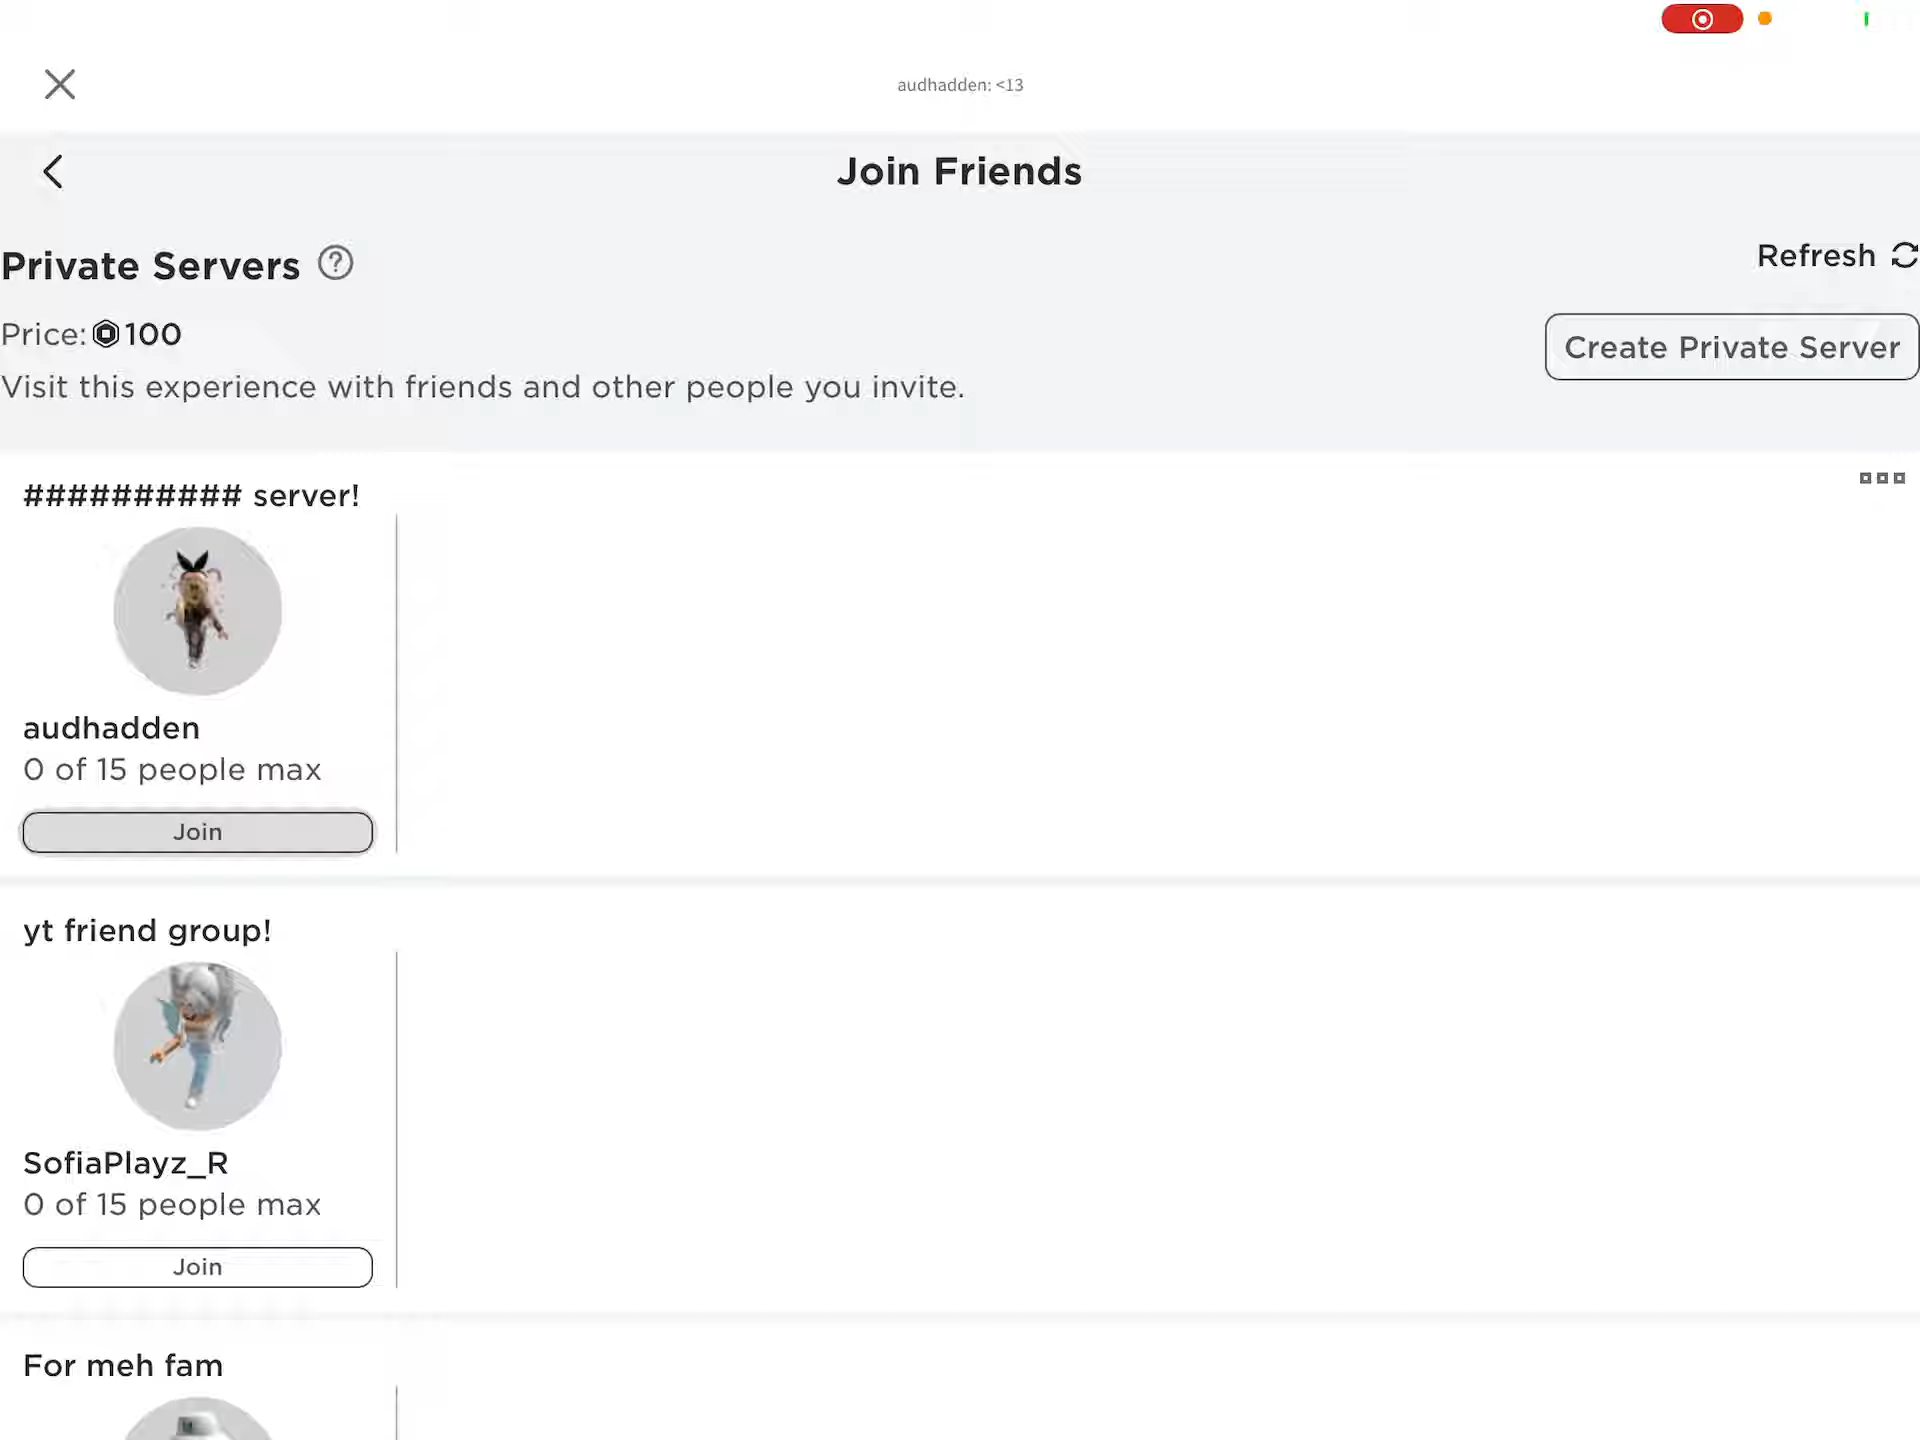 audhadden: <13
Join Friends
Private Servers
Refresh
Price: 100
Create Private Server
Visit this experience with friends and other people you invite.
########## server!
audhadden
0 of 15 people max
Join
yt friend group!
SofiaPlayz_R
0 of 15 people max
Join
For meh fam